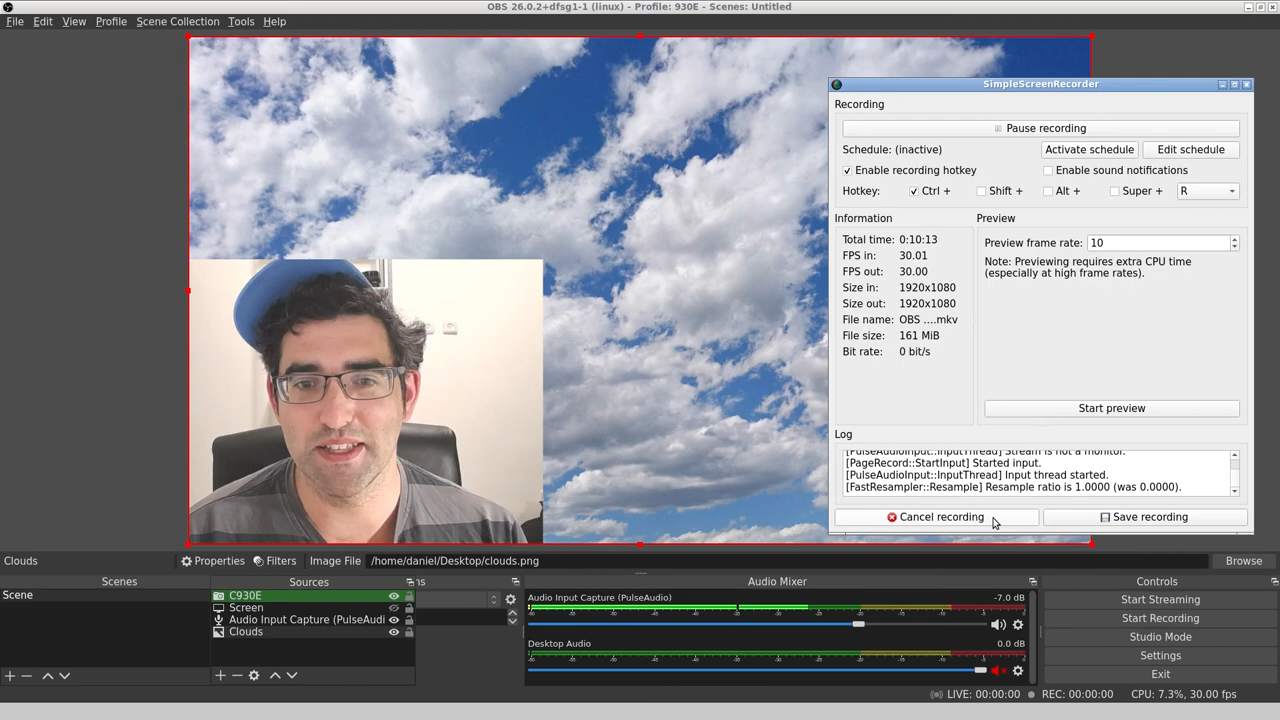 OBS 26.0.2+dfsg1-1 (linux) - Profile: 930E - Scenes: Untitled
File Edit View Profile Scene Collection Tools Help
SimpleScreenRecorder
Recording
Pause recording
Schedule: (inactive) Activate schedule Edit schedule
Enable recording hotkey Enable sound notifications
Hotkey: Ctrl + Shift + Alt + Super + R
Information Preview
Total time: 0:10:13
FPS in: 30.01
FPS out: 30.00
Size in: 1920x1080
Size out: 1920x1080
File name: OBS ....mkv
File size: 161 MiB
Bit rate: 0 bit/s
Preview frame rate: 10
Note: Previewing requires extra CPU time
(especially at high frame rates).
Start preview
Log
[PulseAudioInput::InputThread] Stream is not a monitor.
[PageRecord::StartInput] Started input.
[PulseAudioInput::InputThread] Input thread started.
[FastResampler::Resample] Resample ratio is 1.0000 (was 0.0000).
Cancel recording Save recording
Clouds Properties Filters Image File /home/daniel/Desktop/clouds.png Browse
Scenes Sources ns Audio Mixer Controls
Scene
C930E
Screen
Audio Input Capture (PulseAudi
Clouds
Audio Input Capture (PulseAudio) -7.0 dB
Desktop Audio 0.0 dB
Start Streaming
Start Recording
Studio Mode
Settings
Exit
LIVE: 00:00:00 REC: 00:00:00 CPU: 7.3%, 30.00 fps